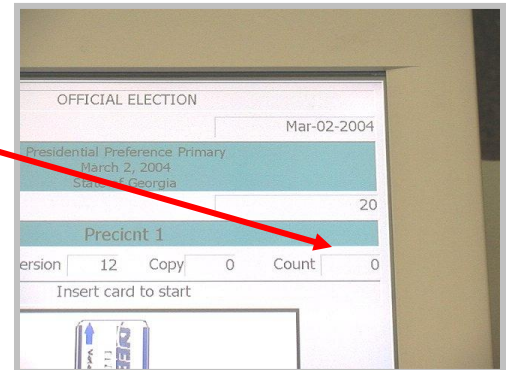 OFFICIAL ELECTION
Mar-02-2004
Presidential Preference Primary
March 2, 2004
State of Georgia
20
Precicnt 1
ersion 12 Copy 0 Count 0
Insert card to start